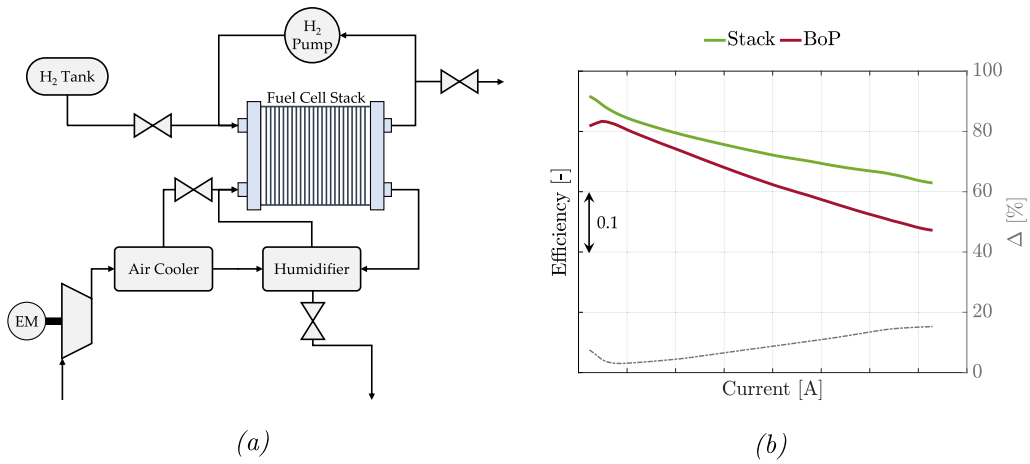 H2
Pump
H2 Tank
Fuel Cell Stack
Air Cooler
Humidifier
EM
(a)
Stack
BoP
100
80
60
40
20
0
Efficiency [-]
0.1
Δ [%]
Current [A]
(b)